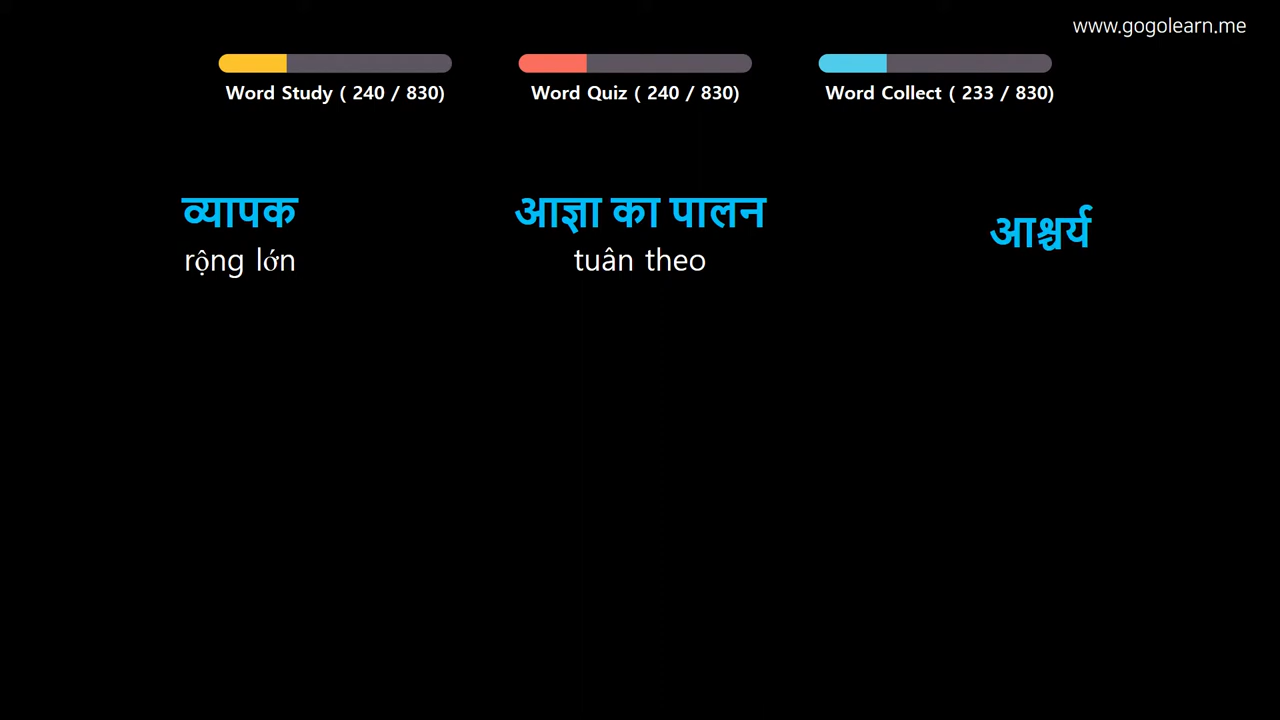 www.gogolearn.me
Word Study ( 240 / 830)
Word Quiz ( 240 / 830)
Word Collect ( 233 / 830)
व्यापक
rộng lớn
आज्ञा का पालन
tuân theo
आश्चर्य